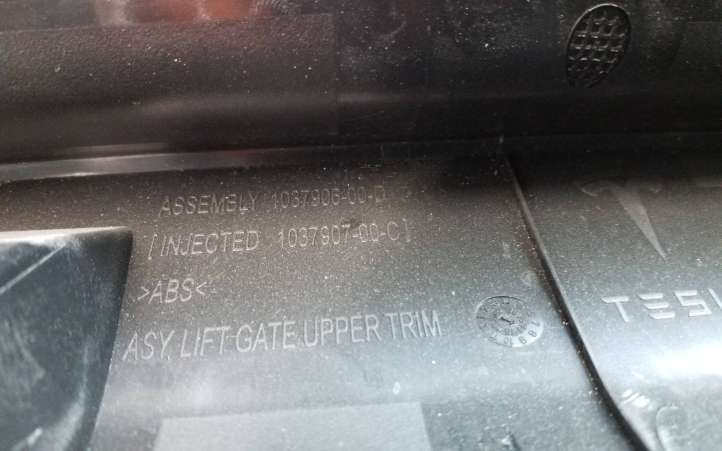 ASSEMBLY 1037906-00-D
[ INJECTED 1037907-00-C]
>ABS<
ASY, LIFT GATE UPPER TRIM
TESL